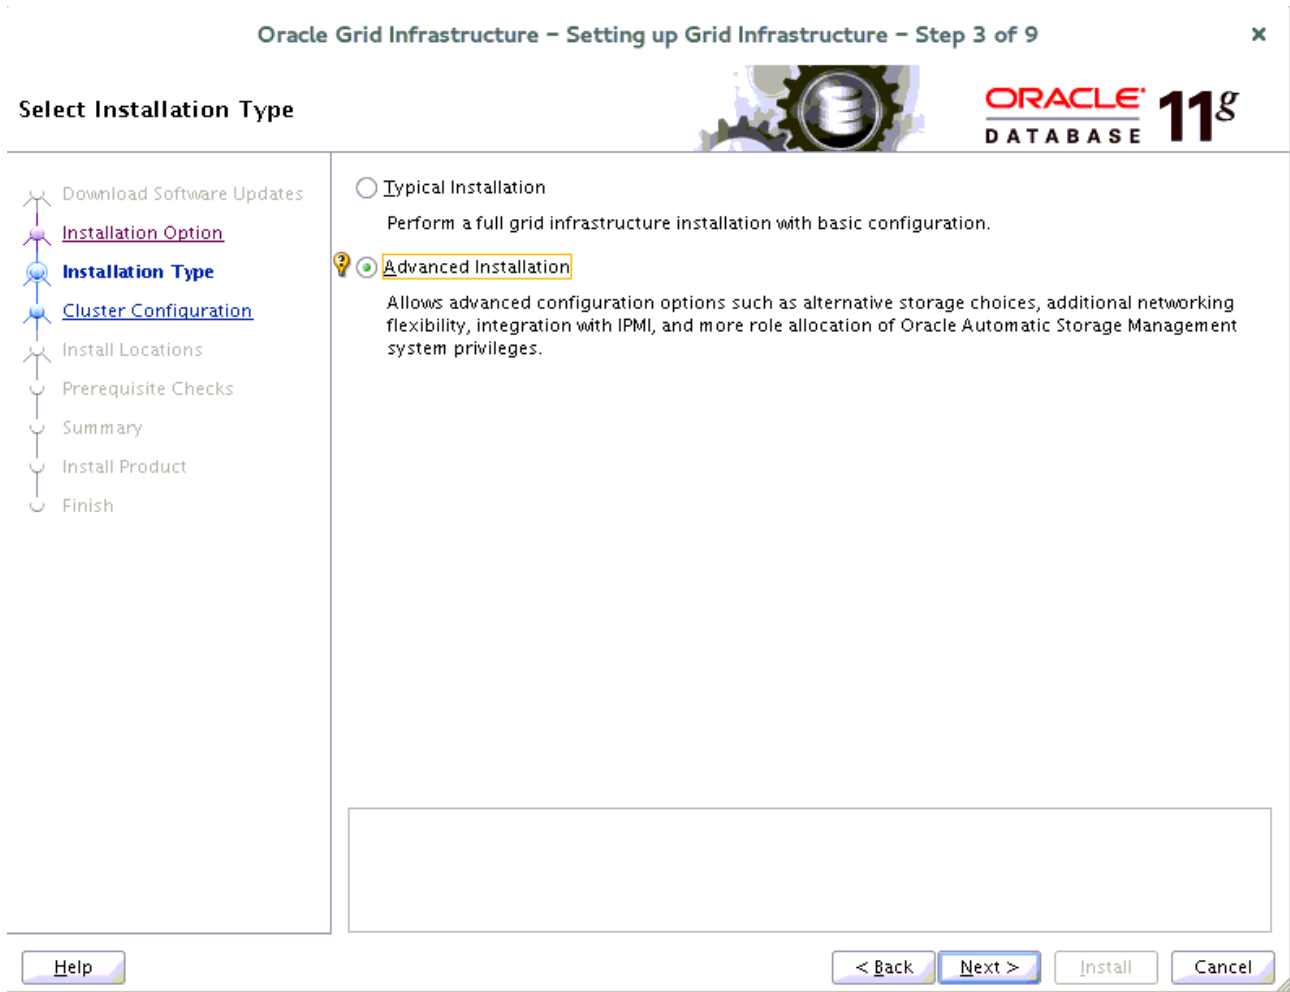 Oracle Grid Infrastructure – Setting up Grid Infrastructure – Step 3 of 9
Select Installation Type
ORACLE
DATABASE
11g
Download Software Updates
Installation Option
Installation Type
Cluster Configuration
Install Locations
Prerequisite Checks
Summary
Install Product
Finish
Typical Installation
Perform a full grid infrastructure installation with basic configuration.
Advanced Installation
Allows advanced configuration options such as alternative storage choices, additional networking
flexibility, integration with IPMI, and more role allocation of Oracle Automatic Storage Management
system privileges.
Help
< Back
Next >
Install
Cancel